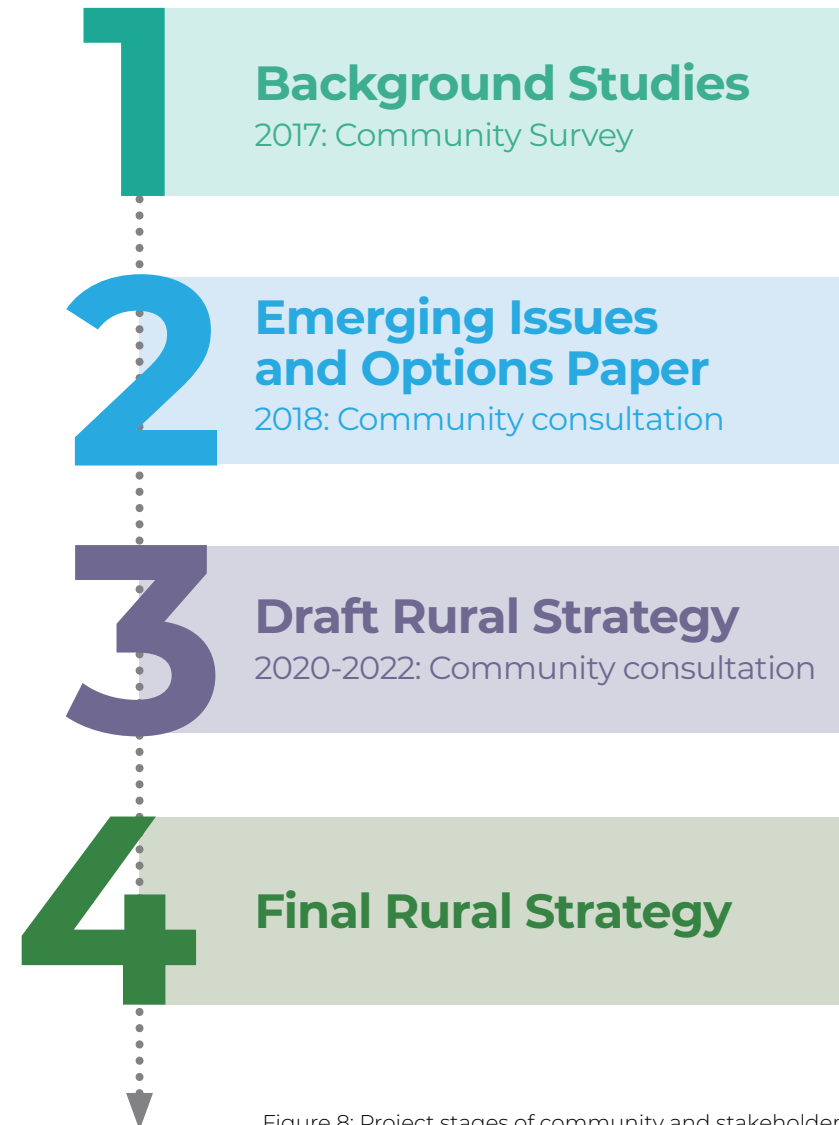 1
Background Studies
2017: Community Survey
2
Emerging Issues
and Options Paper
2018: Community consultation
3
Draft Rural Strategy
2020-2022: Community consultation
4
Final Rural Strategy
Figure 8: Project stages of community and stakeholder